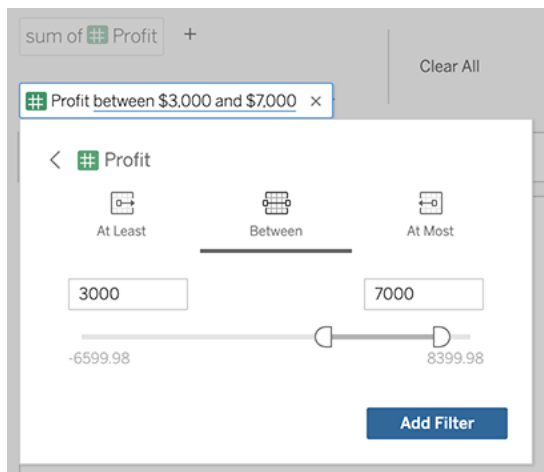 sum of # Profit +
Clear All
# Profit between $3,000 and $7,000 ×
# Profit
At Least Between At Most
3000 7000
-6599.98 8399.98
Add Filter